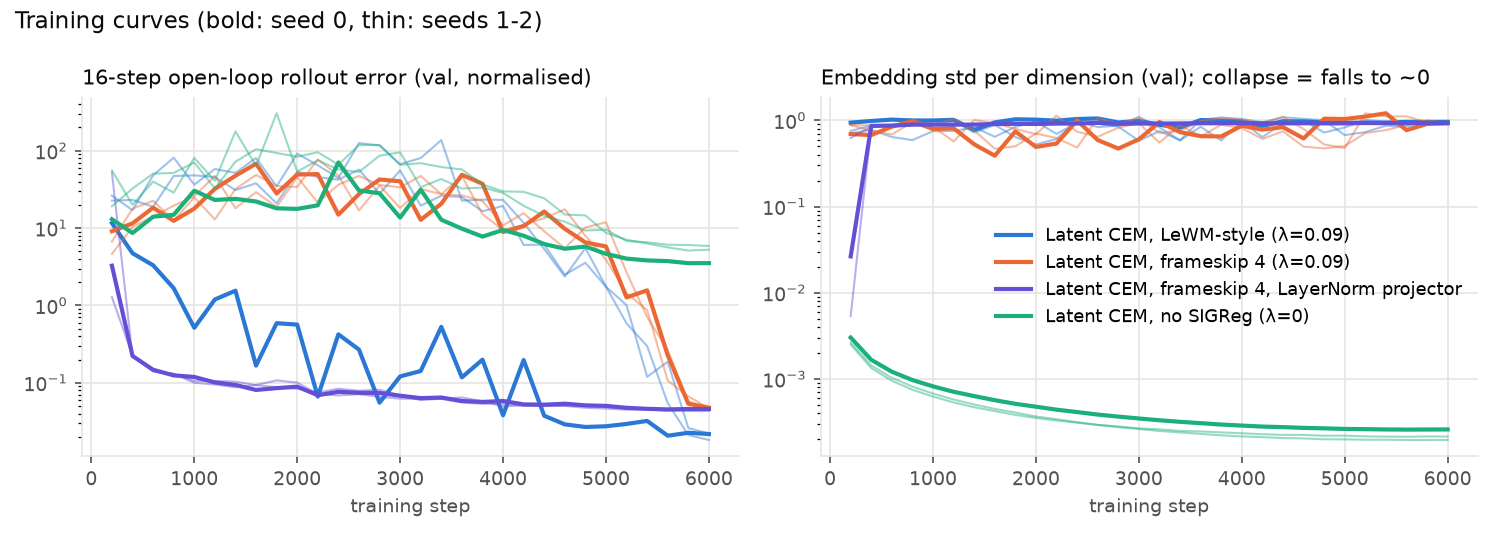 Training curves (bold: seed 0, thin: seeds 1-2)
16-step open-loop rollout error (val, normalised)
10²
10¹
10⁰
10⁻¹
0 1000 2000 3000 4000 5000 6000
training step
Embedding std per dimension (val); collapse = falls to ~0
10⁰
10⁻¹
10⁻²
10⁻³
Latent CEM, LeWM-style (λ=0.09)
Latent CEM, frameskip 4 (λ=0.09)
Latent CEM, frameskip 4, LayerNorm projector
Latent CEM, no SIGReg (λ=0)
0 1000 2000 3000 4000 5000 6000
training step